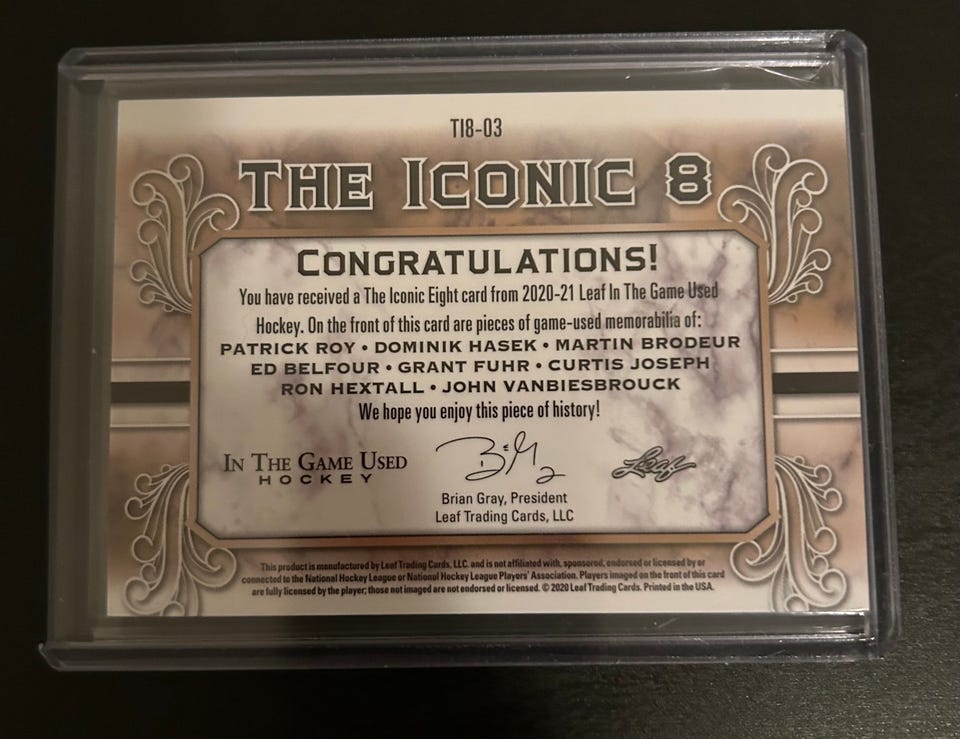 TI8-03
THE ICONIC 8
CONGRATULATIONS!
You have received a The Iconic Eight card from 2020-21 Leaf In The Game Used
Hockey. On the front of this card are pieces of game-used memorabilia of:
PATRICK ROY • DOMINIK HASEK • MARTIN BRODEUR
ED BELFOUR • GRANT FUHR • CURTIS JOSEPH
RON HEXTALL • JOHN VANBIESBROUCK
We hope you enjoy this piece of history!
IN THE GAME USED
HOCKEY
Leaf
Brian Gray, President
Leaf Trading Cards, LLC
This product is manufactured by Leaf Trading Cards, LLC. and is not affiliated with, sponsored, endorsed or licensed by or
connected to the National Hockey League or National Hockey League Players' Association. Players imaged on the front of this card
are fully licensed by the player; those not imaged are not endorsed or licensed. © 2020 Leaf Trading Cards. Printed in the USA.